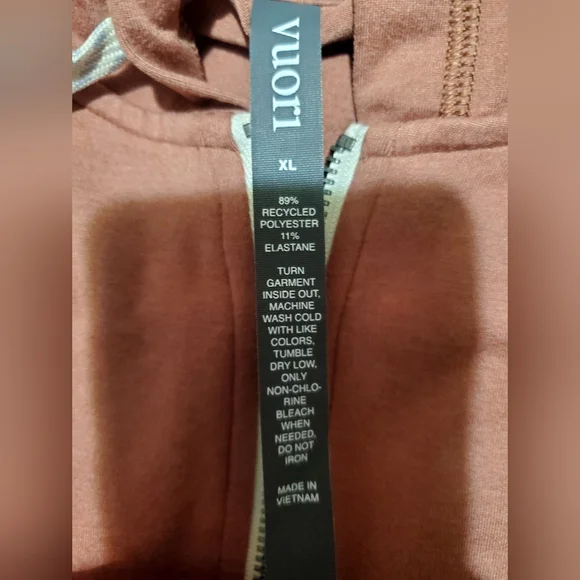 vuori
XL
89%
RECYCLED
POLYESTER
11%
ELASTANE
TURN
GARMENT
INSIDE OUT,
MACHINE
WASH COLD
WITH LIKE
COLORS,
TUMBLE
DRY LOW,
ONLY
NON-CHLO-
RINE
BLEACH
WHEN
NEEDED,
DO NOT
IRON
MADE IN
VIETNAM